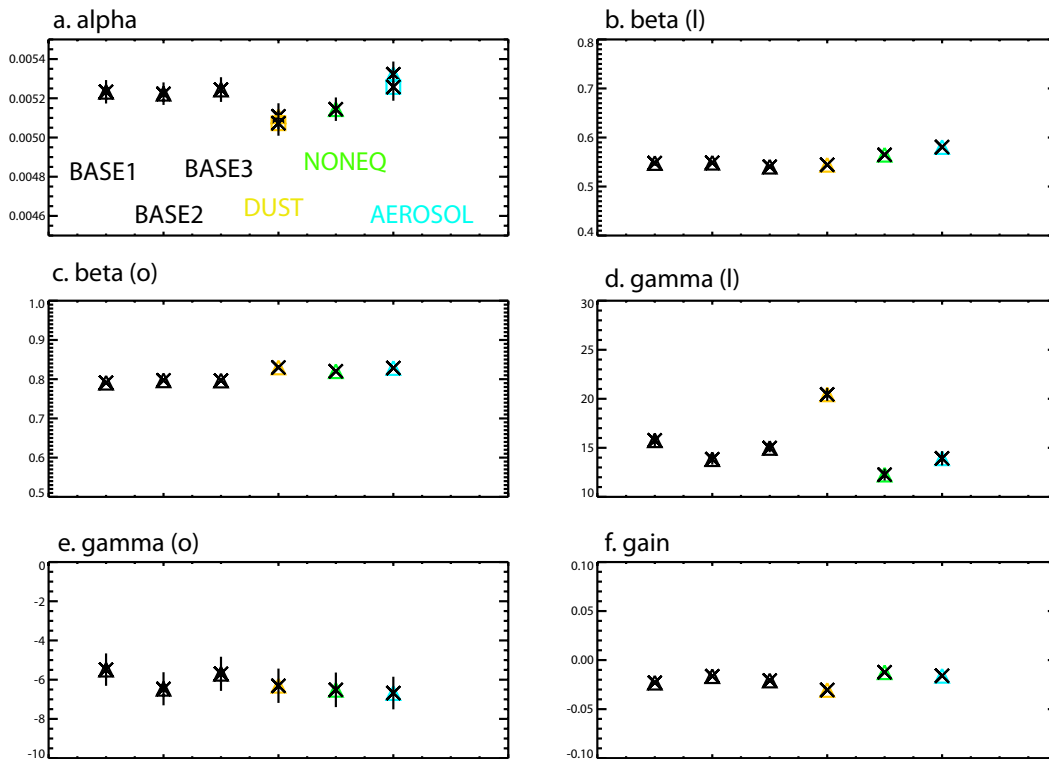 a. alpha
0.0054
0.0052
0.0050
0.0048
0.0046
BASE1
BASE2
BASE3
DUST
NONEQ
AEROSOL
b. beta (l)
0.8
0.7
0.6
0.5
0.4
c. beta (o)
1.0
0.9
0.8
0.7
0.6
0.5
d. gamma (l)
30
25
20
15
10
e. gamma (o)
0
-2
-4
-6
-8
-10
f. gain
0.10
0.05
0.00
-0.05
-0.10